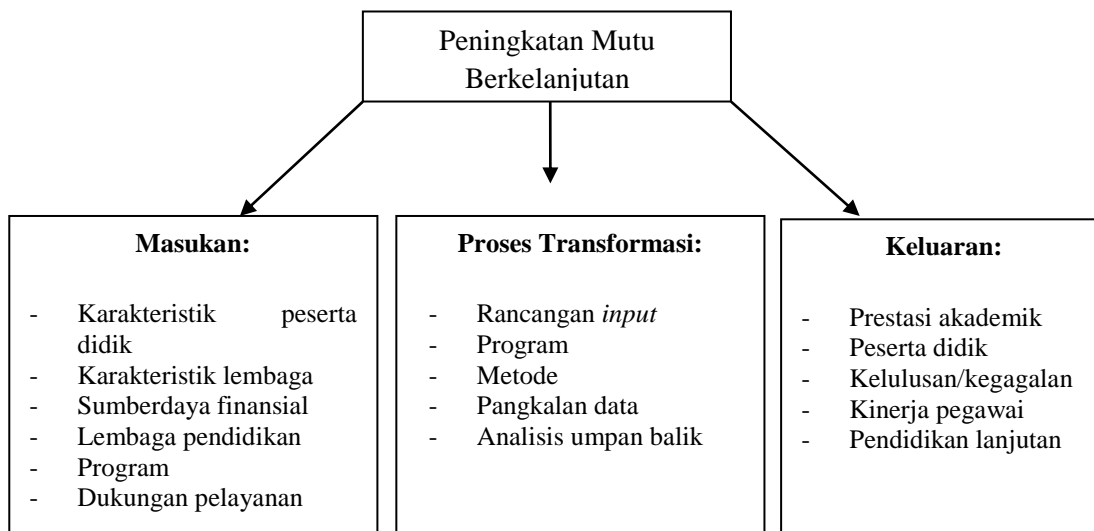 Peningkatan Mutu
Berkelanjutan
Masukan:
- Karakteristik peserta
didik
- Karakteristik lembaga
- Sumberdaya finansial
- Lembaga pendidikan
- Program
- Dukungan pelayanan
Proses Transformasi:
- Rancangan input
- Program
- Metode
- Pangkalan data
- Analisis umpan balik
Keluaran:
- Prestasi akademik
- Peserta didik
- Kelulusan/kegagalan
- Kinerja pegawai
- Pendidikan lanjutan